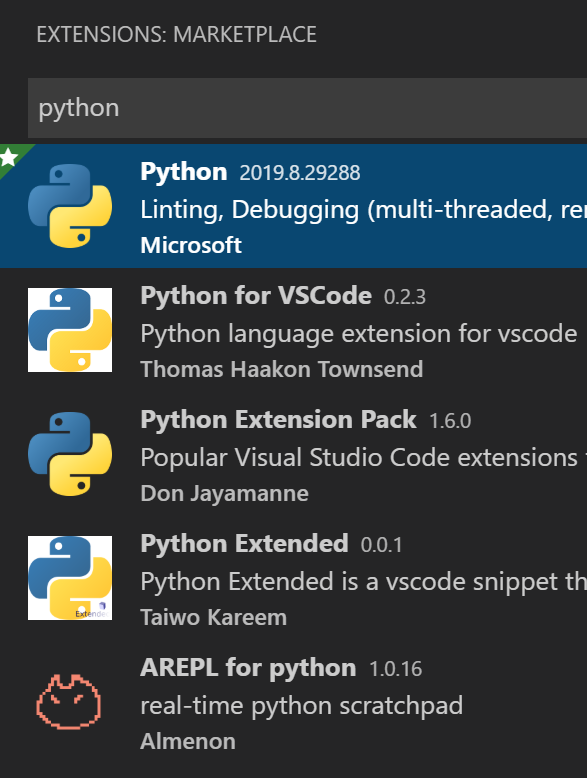 EXTENSIONS: MARKETPLACE
python
Python 2019.8.29288
Linting, Debugging (multi-threaded,
Microsoft
Python for VSCode 0.2.3
Python language extension for vscode
Thomas Haakon Townsend
Python Extension Pack 1.6.0
Popular Visual Studio Code extensions
Don Jayamanne
Python Extended 0.0.1
Python Extended is a vscode snippet th
Extended
Taiwo Kareem
AREPL for python 1.0.16
real-time python scratchpad
Almenon